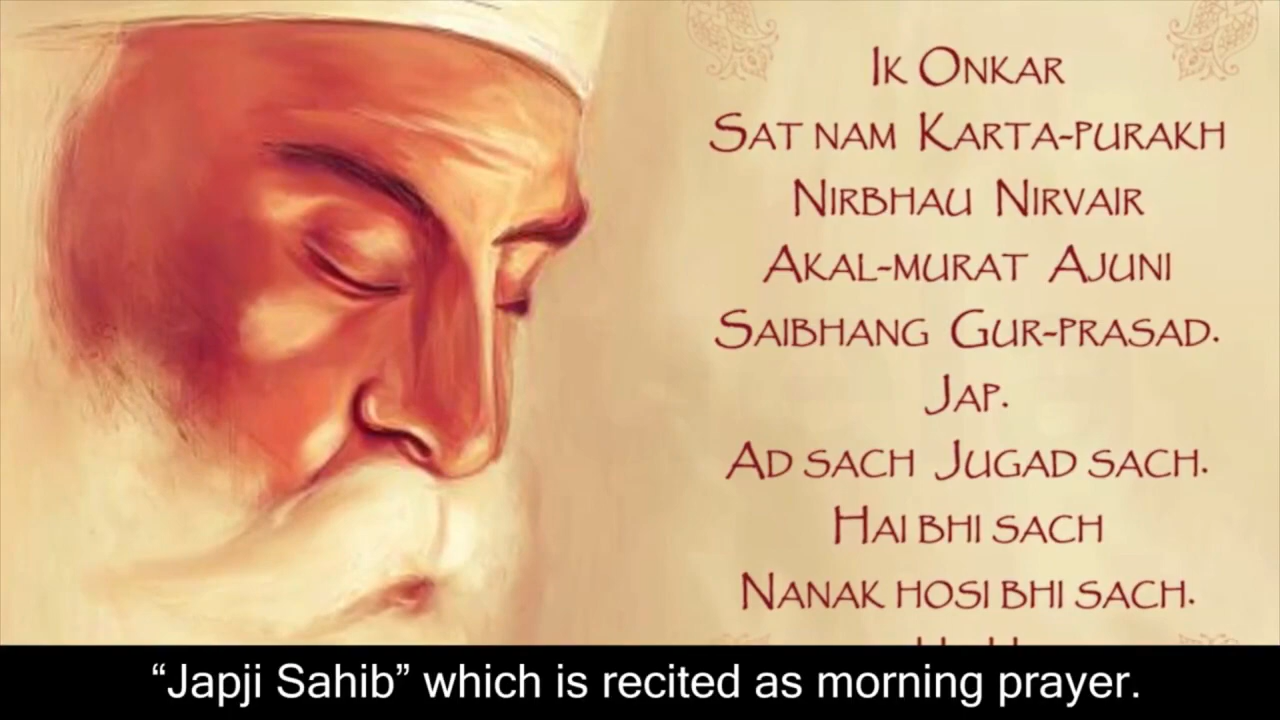 Ik Onkar
Sat nam Karta-purakh
Nirbhau Nirvair
Akal-murat Ajuni
Saibhang Gur-prasad.
Jap.
Ad sach Jugad sach.
Hai bhi sach
Nanak hosi bhi sach.
“Japji Sahib” which is recited as morning prayer.